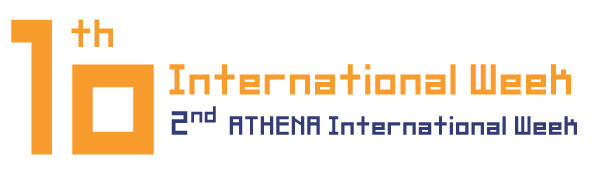 10th International Week
2nd ATHENA International Week